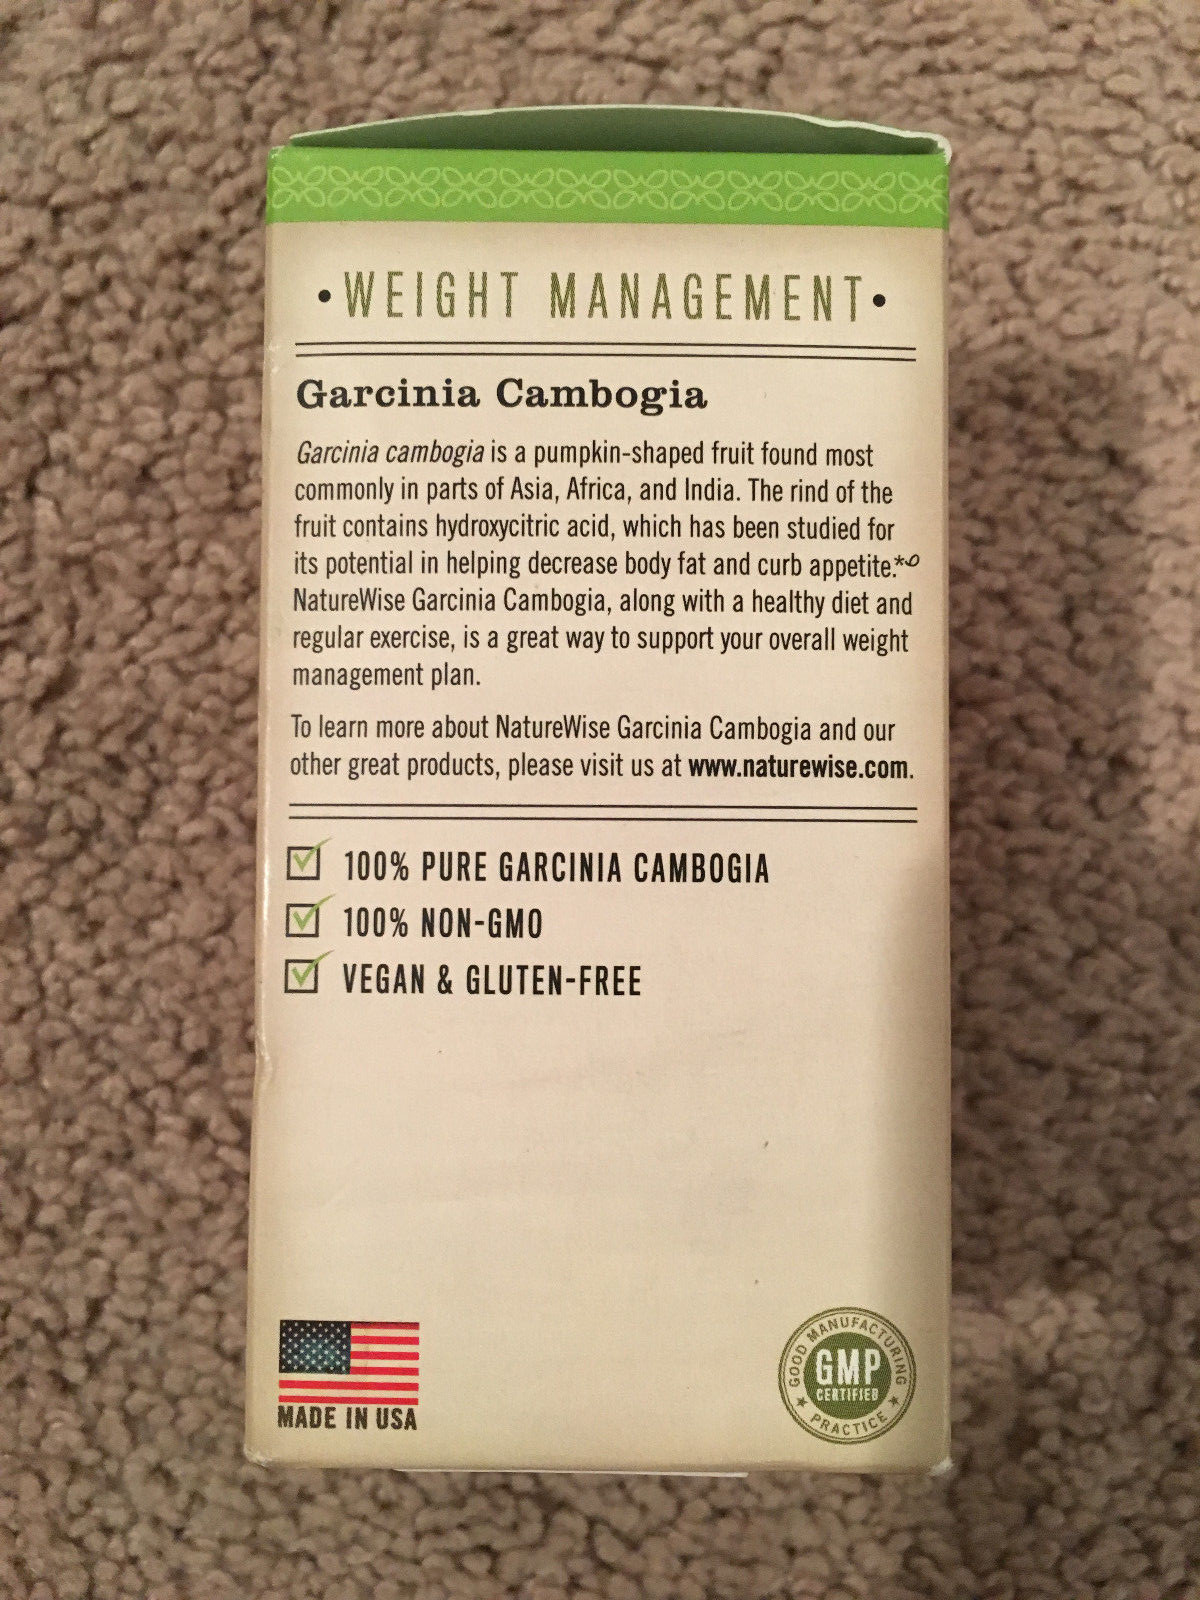 •WEIGHT MANAGEMENT•
Garcinia Cambogia
Garcinia cambogia is a pumpkin-shaped fruit found most
commonly in parts of Asia, Africa, and India. The rind of the
fruit contains hydroxycitric acid, which has been studied for
its potential in helping decrease body fat and curb appetite.*
NatureWise Garcinia Cambogia, along with a healthy diet and
regular exercise, is a great way to support your overall weight
management plan.
To learn more about NatureWise Garcinia Cambogia and our
other great products, please visit us at www.naturewise.com.
100% PURE GARCINIA CAMBOGIA
100% NON-GMO
VEGAN & GLUTEN-FREE
MADE IN USA
GOOD MANUFACTURING
GMP
CERTIFIED
PRACTICE